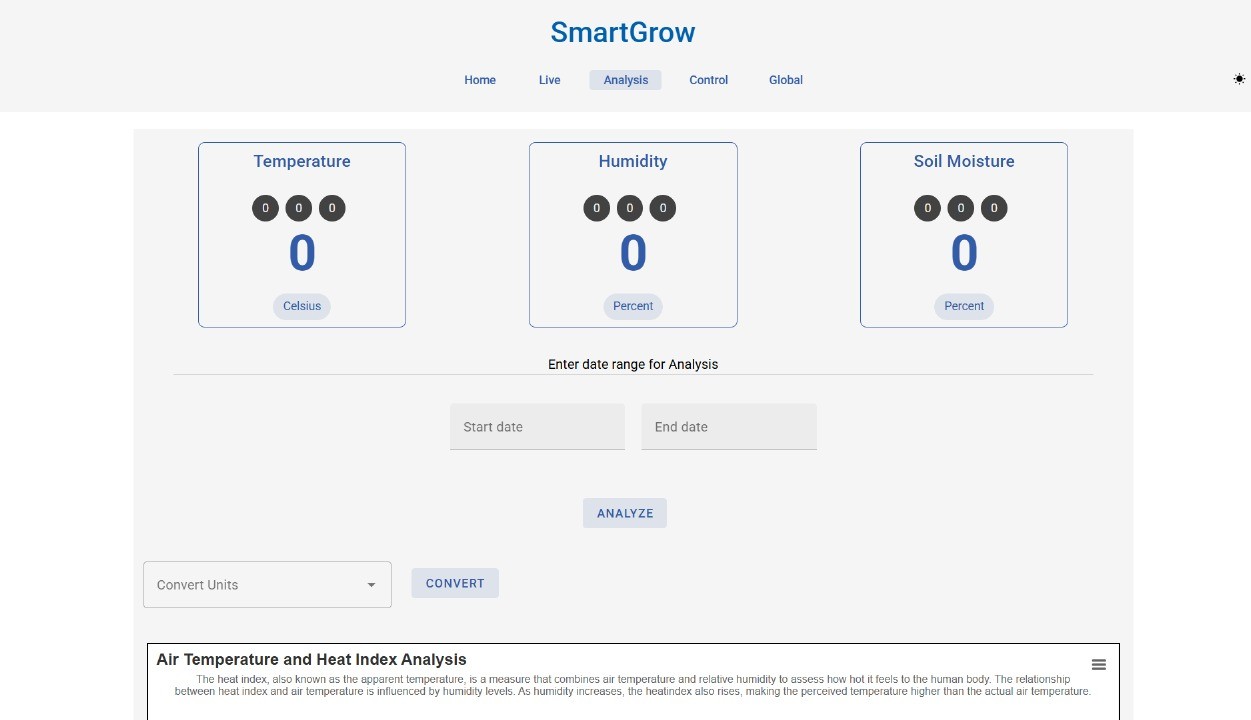 SmartGrow
Home Live Analysis Control Global
Temperature Humidity Soil Moisture
0 0 0 0 0 0 0 0 0
0 0 0
Celsius Percent Percent
Enter date range for Analysis
Start date End date
ANALYZE
Convert Units CONVERT
Air Temperature and Heat Index Analysis
The heat index, also known as the apparent temperature, is a measure that combines air temperature and relative humidity to assess how hot it feels to the human body. The relationship
between heat index and air temperature is influenced by humidity levels. As humidity increases, the heatindex also rises, making the perceived temperature higher than the actual air temperature.